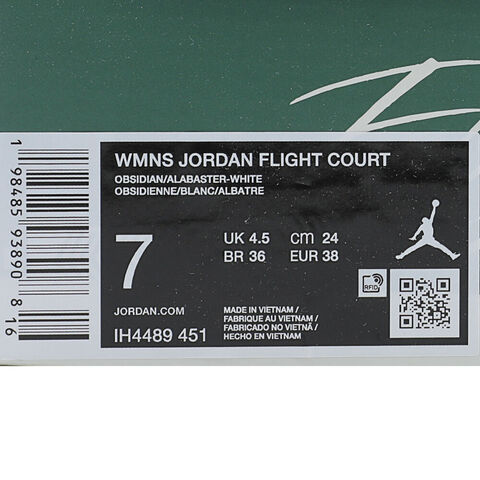 1 98485 93890 8 16
WMNS JORDAN FLIGHT COURT
OBSIDIAN/ALABASTER-WHITE
OBSIDIENNE/BLANC/ALBATRE
7
UK 4.5 cm 24
BR 36 EUR 38
RFID
JORDAN.COM
IH4489 451
MADE IN VIETNAM /
FABRIQUE AU VIETNAM /
FABRICADO NO VIETNÃ /
HECHO EN VIETNAM